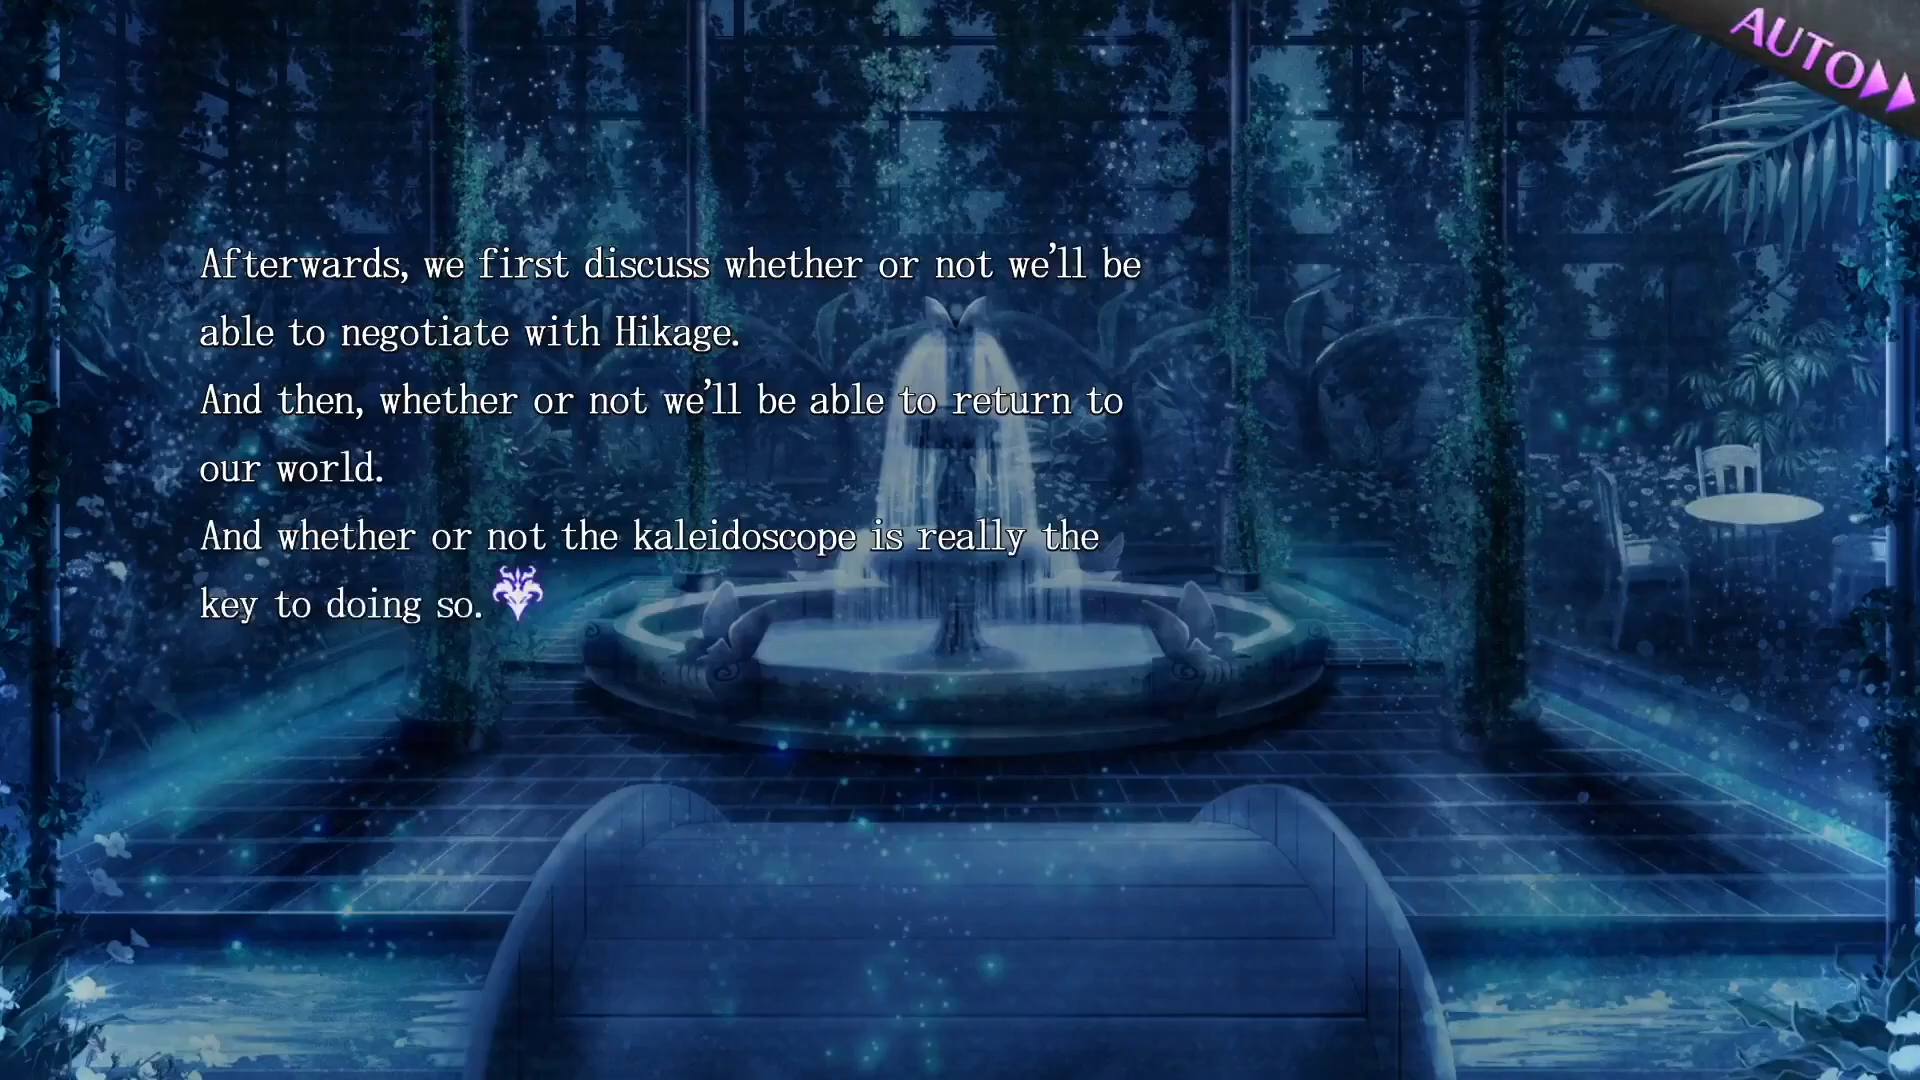 AUTO
Afterwards, we first discuss whether or not we'll be
able to negotiate with Hikage.
And then, whether or not we'll be able to return to
our world.
And whether or not the kaleidoscope is really the
key to doing so.